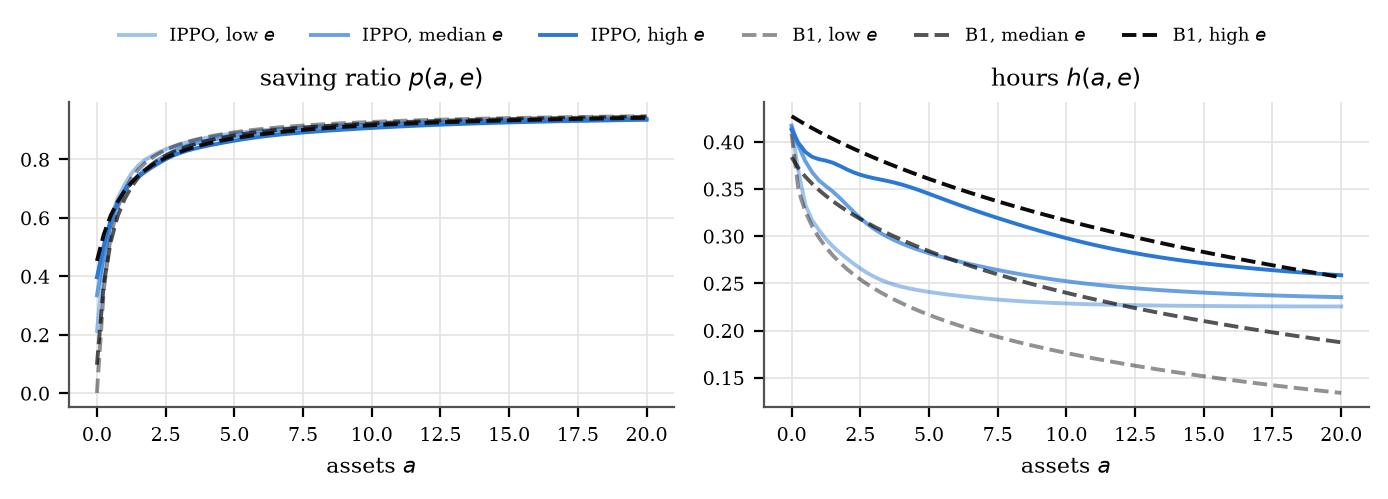 IPPO, low e IPPO, median e IPPO, high e B1, low e B1, median e B1, high e
saving ratio p(a, e)
0.8
0.6
0.4
0.2
0.0
0.0 2.5 5.0 7.5 10.0 12.5 15.0 17.5 20.0
assets a
hours h(a, e)
0.40
0.35
0.30
0.25
0.20
0.15
0.0 2.5 5.0 7.5 10.0 12.5 15.0 17.5 20.0
assets a